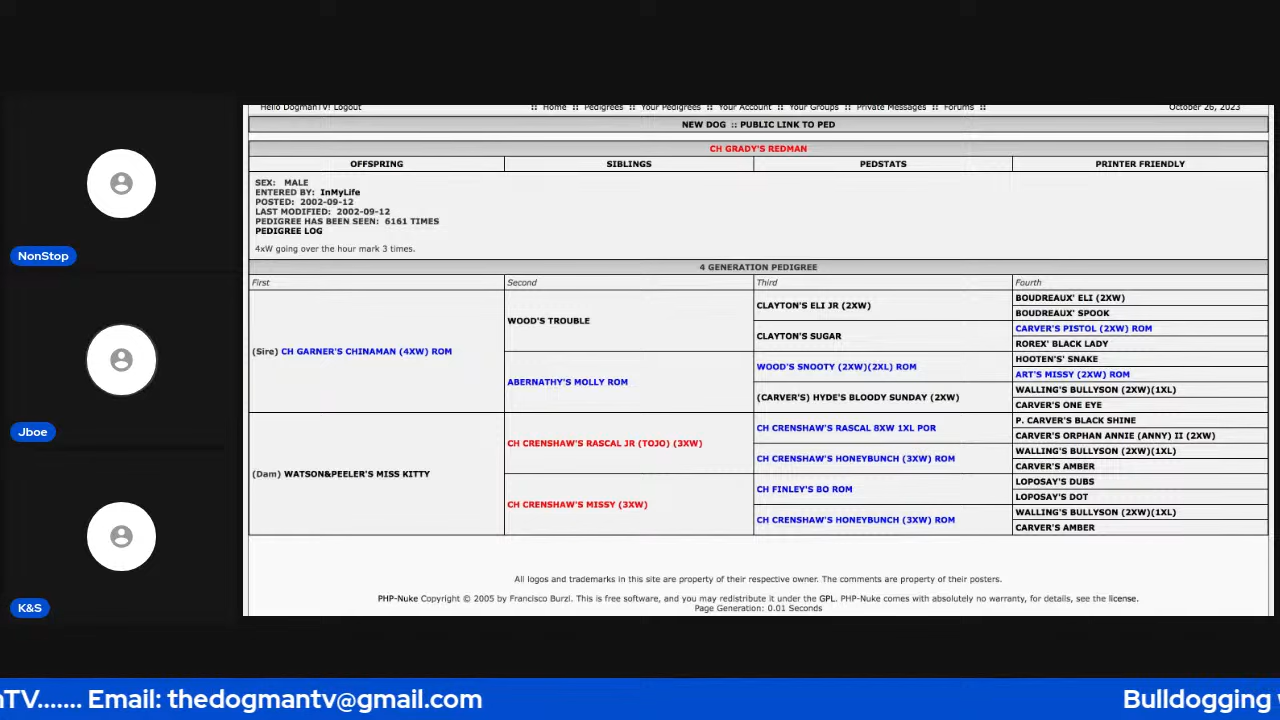 Hello DogmanTV! Logout :: Home :: Pedigrees :: Your Pedigrees :: Your Account :: Your Groups :: Private Messages :: Forums :: October 26, 2023
NEW DOG :: PUBLIC LINK TO PED
CH GRADY'S REDMAN
OFFSPRING SIBLINGS PEDSTATS PRINTER FRIENDLY
SEX: MALE
ENTERED BY: InMyLife
POSTED: 2002-09-12
LAST MODIFIED: 2002-09-12
PEDIGREE HAS BEEN SEEN: 6161 TIMES
PEDIGREE LOG
4xW going over the hour mark 3 times.
4 GENERATION PEDIGREE
First Second Third Fourth
(Sire) CH GARNER'S CHINAMAN (4XW) ROM
WOOD'S TROUBLE
CLAYTON'S ELI JR (2XW)
BOUDREAUX' ELI (2XW)
BOUDREAUX' SPOOK
CLAYTON'S SUGAR
CARVER'S PISTOL (2XW) ROM
ROREX' BLACK LADY
ABERNATHY'S MOLLY ROM
WOOD'S SNOOTY (2XW)(2XL) ROM
HOOTEN'S' SNAKE
ART'S MISSY (2XW) ROM
(CARVER'S) HYDE'S BLOODY SUNDAY (2XW)
WALLING'S BULLYSON (2XW)(1XL)
CARVER'S ONE EYE
(Dam) WATSON&PEELER'S MISS KITTY
CH CRENSHAW'S RASCAL JR (TOJO) (3XW)
CH CRENSHAW'S RASCAL 8XW 1XL POR
P. CARVER'S BLACK SHINE
CARVER'S ORPHAN ANNIE (ANNY) II (2XW)
CH CRENSHAW'S HONEYBUNCH (3XW) ROM
WALLING'S BULLYSON (2XW)(1XL)
CARVER'S AMBER
CH CRENSHAW'S MISSY (3XW)
CH FINLEY'S BO ROM
LOPOSAY'S DUBS
LOPOSAY'S DOT
CH CRENSHAW'S HONEYBUNCH (3XW) ROM
WALLING'S BULLYSON (2XW)(1XL)
CARVER'S AMBER
All logos and trademarks in this site are property of their respective owner. The comments are property of their posters.
PHP-Nuke Copyright © 2005 by Francisco Burzi. This is free software, and you may redistribute it under the GPL. PHP-Nuke comes with absolutely no warranty, for details, see the license.
Page Generation: 0.01 Seconds
NonStop
Jboe
K&S
nTV....... Email: thedogmantv@gmail.com Bulldogging